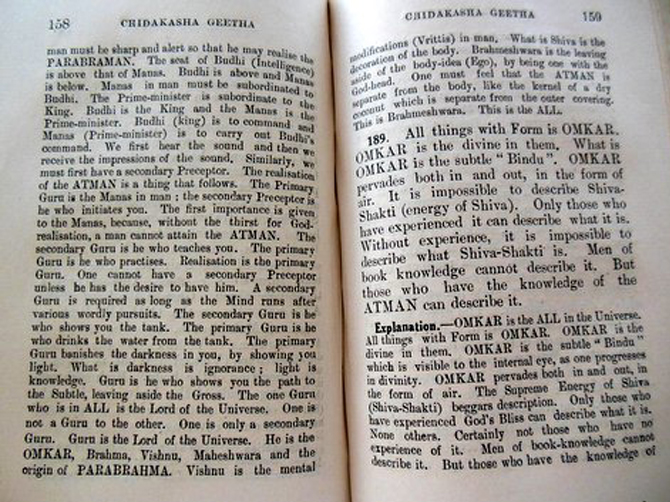 158 CHIDAKASHA GEETHA
man must be sharp and alert so that he may realise the
PARABRAMAN. The seat of Budhi (Intelligence)
is above that of Manas. Budhi is above and Manas
is below. Manas in man must be subordinated to
Budhi. The Prime-minister is subordinate to the
King. Budhi is the King and the Manas is the
Prime-minister. Budhi (king) is to command and
Manas (Prime-minister) is to carry out Budhi's
command. We first hear the sound and then we
receive the impressions of the sound. Similarly, we
must first have a secondary Preceptor. The realisation
of the ATMAN is a thing that follows. The Primary
Guru is the Manas in man ; the secondary Preceptor is
he who initiates you. The first importance is given
to the Manas, because, without the thirst for God-
realisation, a man cannot attain the ATMAN. The
secondary Guru is he who teaches you. The primary
Guru is he who practises. Realisation is the primary
Guru. One cannot have a secondary Preceptor
unless he has the desire to have him. A secondary
Guru is required as long as the Mind runs after
various wordly pursuits. The secondary Guru is he
who shows you the tank. The primary Guru is he
who drinks the water from the tank. The primary
Guru banishes the darkness in you, by showing you
light. What is darkness is ignorance ; light is
knowledge. Guru is he who shows you the path to
the Subtle, leaving aside the Gross. The one Guru
who is in ALL is the Lord of the Universe. One is
not a Guru to the other. One is only a secondary
Guru. Guru is the Lord of the Universe. He is the
OMKAR, Brahma, Vishnu, Maheshwara and the
origin of PARABRAHMA. Vishnu is the mental
CHIDAKASHA GEETHA 159
modifications (Vrittis) in man. What is Shiva is the
decoration of the body. Brahmeshwara is the leaving
aside of the body-idea (Ego), by being one with the
God-head. One must feel that the ATMAN is
separate from the body, like the kernel of a dry
coconut which is separate from the outer covering.
This is Brahmeshwara. This is the ALL.
189. All things with Form is OMKAR.
OMKAR is the divine in them. What is
OMKAR is the subtle "Bindu". OMKAR
pervades both in and out, in the form of
air. It is impossible to describe Shiva-
Shakti (energy of Shiva). Only those who
have experienced it can describe what it is.
Without experience, it is impossible to
describe what Shiva-Shakti is. Men of
book knowledge cannot describe it. But
those who have the knowledge of the
ATMAN can describe it.
Explanation.—OMKAR is the ALL in the Universe.
All things with Form is OMKAR. OMKAR is the
divine in them. OMKAR is the subtle "Bindu"
which is visible to the internal eye, as one progresses
in divinity. OMKAR pervades both in and out, in
the form of air. The Supreme Energy of Shiva
(Shiva-Shakti) beggars description. Only those who
have experienced God's Bliss can describe what it is.
None others. Certainly not those who have no
experience of it. Men of book-knowledge cannot
describe it. But those who have the knowledge of